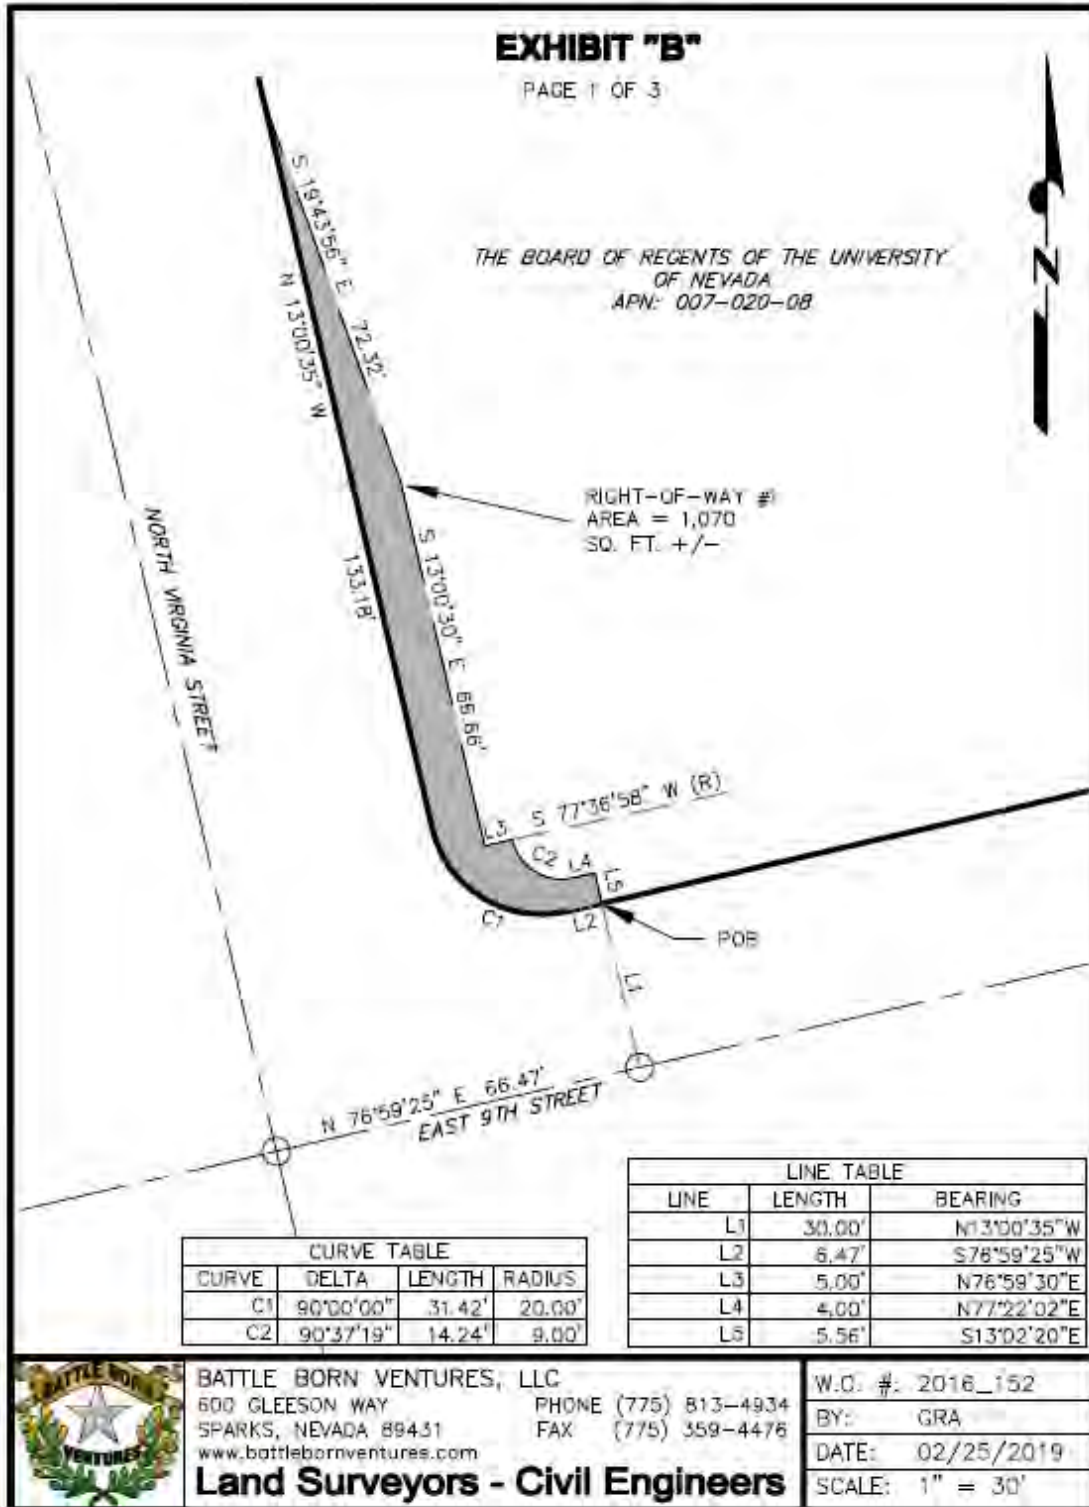 EXHIBIT "B"
PAGE 1 OF 3
S 19°43'56" E 72.32'
N 13°00'35" W 133.18'
THE BOARD OF REGENTS OF THE UNIVERSITY
OF NEVADA
APN: 007-020-08
N
RIGHT-OF-WAY #1
AREA = 1,070
SQ. FT. +/-
NORTH VIRGINIA STREET
S 13°00'30" E 65.66'
L3 S 77°36'58" W (R)
C2 L4 L5
C1 L2
POB
L1
N 76°59'25" E 66.47'
EAST 9TH STREET
LINE TABLE
LINE LENGTH BEARING
L1 30.00' N13°00'35"W
L2 6.47' S76°59'25"W
L3 5.00' N76°59'30"E
L4 4.00' N77°22'02"E
L5 5.56' S13°02'20"E
CURVE TABLE
CURVE DELTA LENGTH RADIUS
C1 90°00'00" 31.42' 20.00'
C2 90°37'19" 14.24' 9.00'
BATTLE BORN
VENTURES
BATTLE BORN VENTURES, LLC
600 GLEESON WAY PHONE (775) 813-4934
SPARKS, NEVADA 89431 FAX (775) 359-4476
www.battlebornventures.com
Land Surveyors - Civil Engineers
W.O. #: 2016_152
BY: GRA
DATE: 02/25/2019
SCALE: 1" = 30'